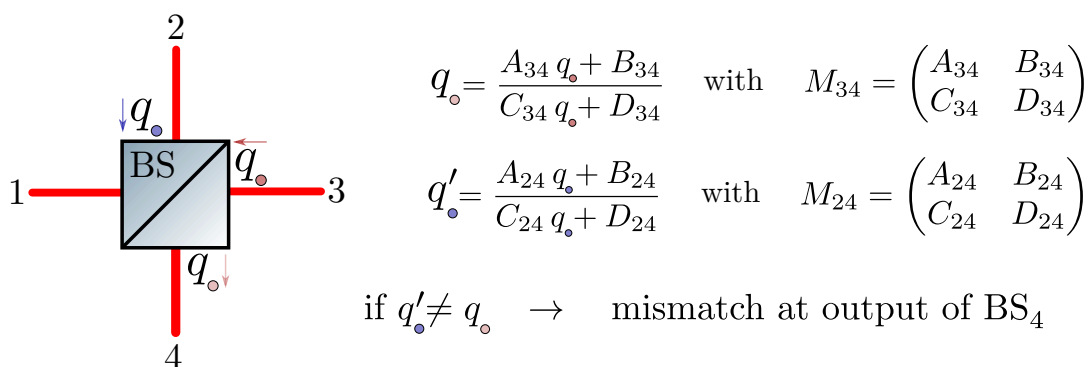 2
q
BS
q
1
3
q
4
q = (A34 q + B34) / (C34 q + D34) with M34 = (A34 B34 C34 D34)
q′ = (A24 q + B24) / (C24 q + D24) with M24 = (A24 B24 C24 D24)
if q′ ≠ q → mismatch at output of BS4